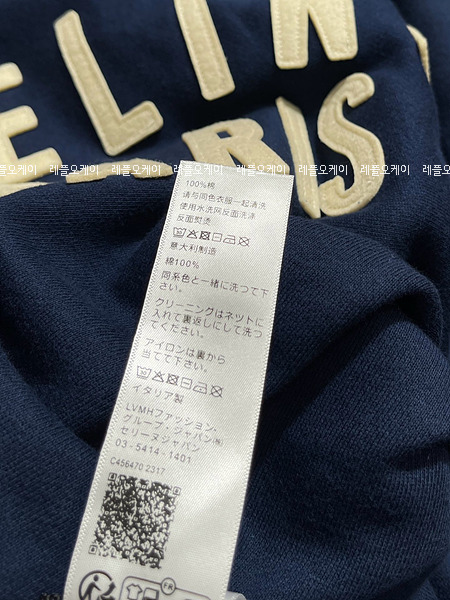 ELIN
RIS
레플오케이 레플오케이 레플오케이 레플오케이 레플오케이 레플
100%棉
请与同色衣服一起清洗
使用水洗网反面洗涤
反面熨烫
意大利制造
綿100%
同系色と一緒に洗って下
さい。
クリーニングはネットに
入れて裏返しにして洗っ
てください。
アイロンは裏から
当てて下さい。
イタリア製
LVMHファッション・
グループ・ジャパン㈱
セリーヌジャパン
03-5414-1401
C456470 2317
FR